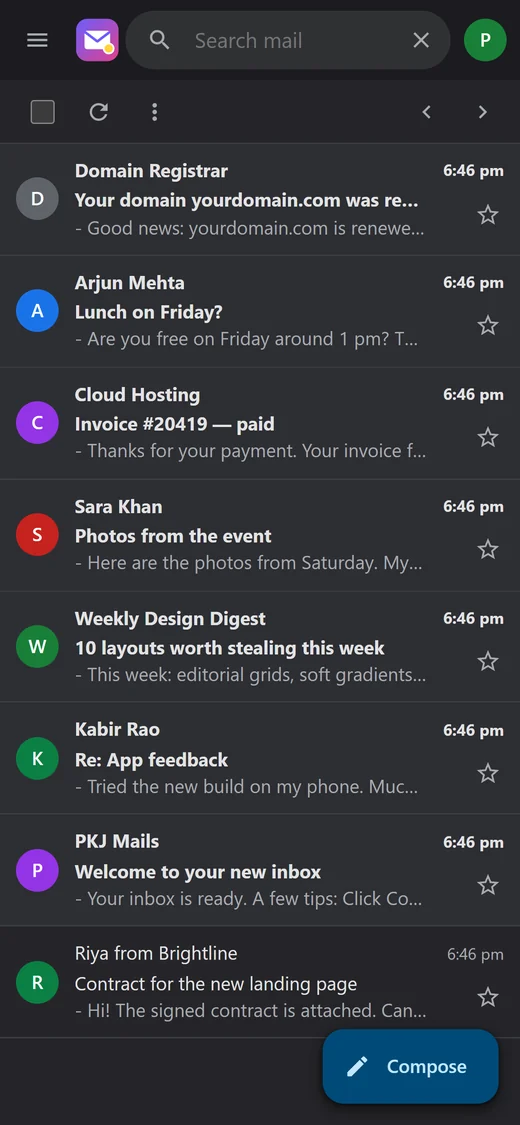 Search mail
P
D
Domain Registrar
6:46 pm
Your domain yourdomain.com was re...
- Good news: yourdomain.com is renewe...
A
Arjun Mehta
6:46 pm
Lunch on Friday?
- Are you free on Friday around 1 pm? T...
C
Cloud Hosting
6:46 pm
Invoice #20419 — paid
- Thanks for your payment. Your invoice f...
S
Sara Khan
6:46 pm
Photos from the event
- Here are the photos from Saturday. My...
W
Weekly Design Digest
6:46 pm
10 layouts worth stealing this week
- This week: editorial grids, soft gradients...
K
Kabir Rao
6:46 pm
Re: App feedback
- Tried the new build on my phone. Muc...
P
PKJ Mails
6:46 pm
Welcome to your new inbox
- Your inbox is ready. A few tips: Click Co...
R
Riya from Brightline
6:46 pm
Contract for the new landing page
- Hi! The signed contract is attached. Can...
Compose